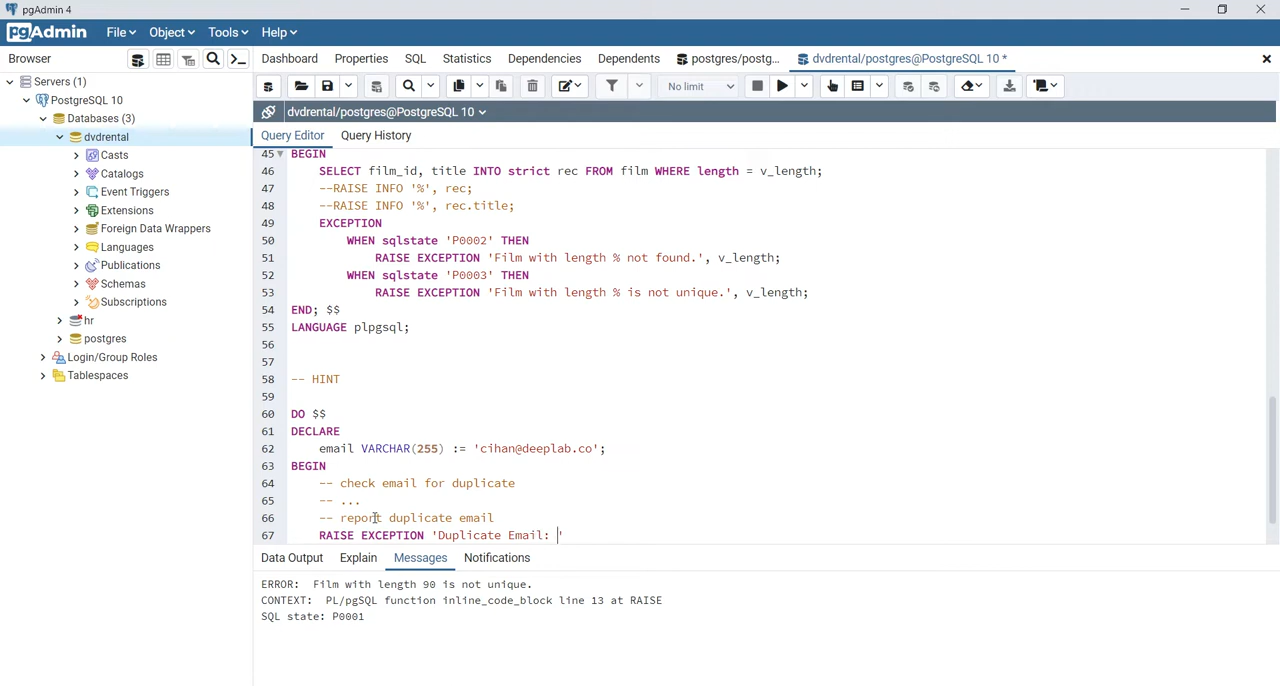 pgAdmin 4
pgAdmin File Object Tools Help
Browser Dashboard Properties SQL Statistics Dependencies Dependents postgres/postg... dvdrental/postgres@PostgreSQL 10 *
Servers (1) No limit
PostgreSQL 10 dvdrental/postgres@PostgreSQL 10
Databases (3)
dvdrental Query Editor Query History
Casts
Catalogs
Event Triggers
Extensions
Foreign Data Wrappers
Languages
Publications
Schemas
Subscriptions
hr
postgres
Login/Group Roles
Tablespaces
45 BEGIN
46 SELECT film_id, title INTO strict rec FROM film WHERE length = v_length;
47 --RAISE INFO '%', rec;
48 --RAISE INFO '%', rec.title;
49 EXCEPTION
50 WHEN sqlstate 'P0002' THEN
51 RAISE EXCEPTION 'Film with length % not found.', v_length;
52 WHEN sqlstate 'P0003' THEN
53 RAISE EXCEPTION 'Film with length % is not unique.', v_length;
54 END; $$
55 LANGUAGE plpgsql;
56
57
58 -- HINT
59
60 DO $$
61 DECLARE
62 email VARCHAR(255) := 'cihan@deeplab.co';
63 BEGIN
64 -- check email for duplicate
65 -- ...
66 -- report duplicate email
67 RAISE EXCEPTION 'Duplicate Email: '
Data Output Explain Messages Notifications
ERROR: Film with length 90 is not unique.
CONTEXT: PL/pgSQL function inline_code_block line 13 at RAISE
SQL state: P0001